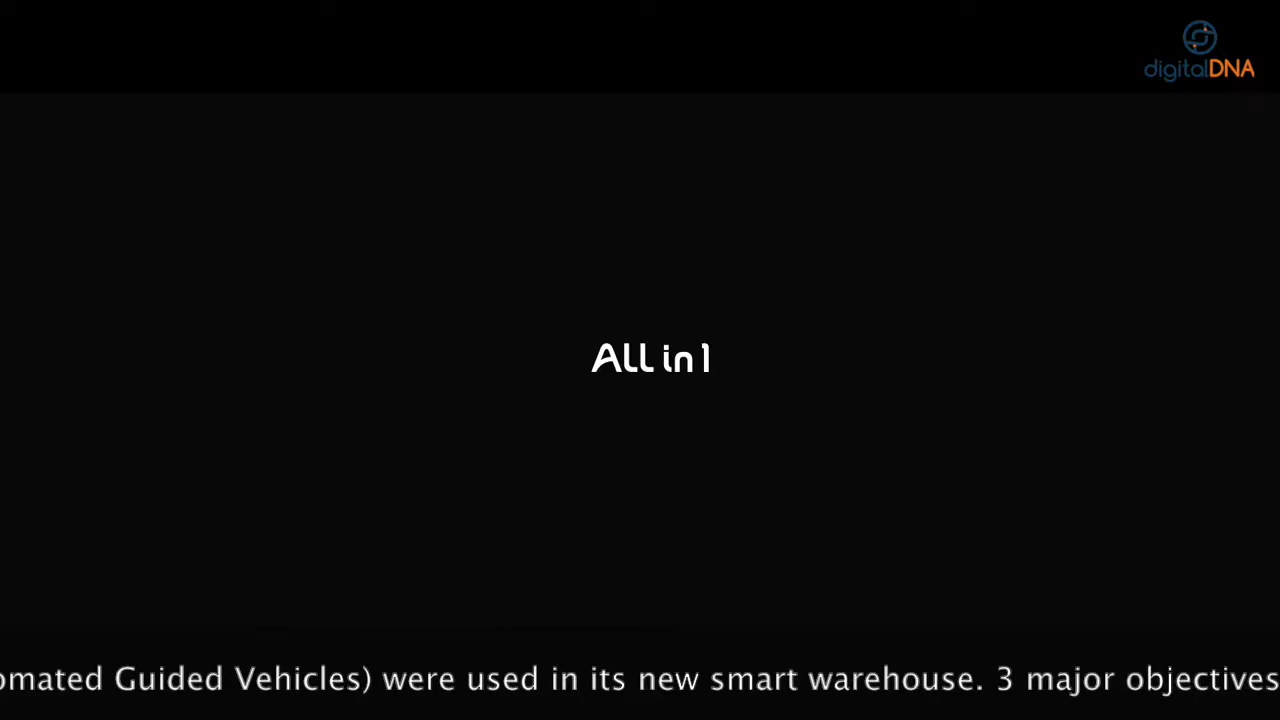 digitalDNA
All in 1
omated Guided Vehicles) were used in its new smart warehouse. 3 major objectives